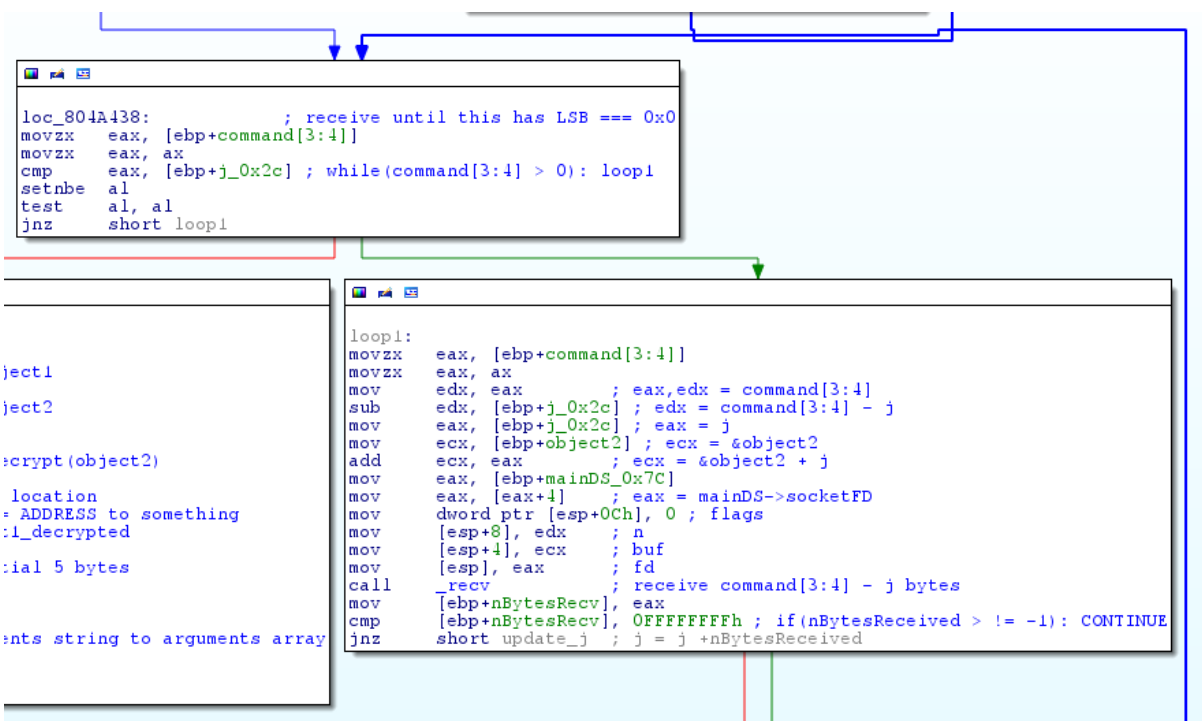 loc_804A438: ; receive until this has LSB === 0x0
movzx eax, [ebp+command[3:4]]
movzx eax, ax
cmp eax, [ebp+j_0x2c] ; while(command[3:4] > 0): loop1
setnbe al
test al, al
jnz short loop1
ject1
ject2
ecrypt(object2)
location
= ADDRESS to something
t1_decrypted
tial 5 bytes
ents string to arguments array
loop1:
movzx eax, [ebp+command[3:4]]
movzx eax, ax
mov edx, eax ; eax,edx = command[3:4]
sub edx, [ebp+j_0x2c] ; edx = command[3:4] - j
mov eax, [ebp+j_0x2c] ; eax = j
mov ecx, [ebp+object2] ; ecx = &object2
add ecx, eax ; ecx = &object2 + j
mov eax, [ebp+mainDS_0x7C]
mov eax, [eax+4] ; eax = mainDS->socketFD
mov dword ptr [esp+0Ch], 0 ; flags
mov [esp+8], edx ; n
mov [esp+4], ecx ; buf
mov [esp], eax ; fd
call _recv ; receive command[3:4] - j bytes
mov [ebp+nBytesRecv], eax
cmp [ebp+nBytesRecv], 0FFFFFFFFh ; if(nBytesReceived > != -1): CONTINUE
jnz short update_j ; j = j +nBytesReceived